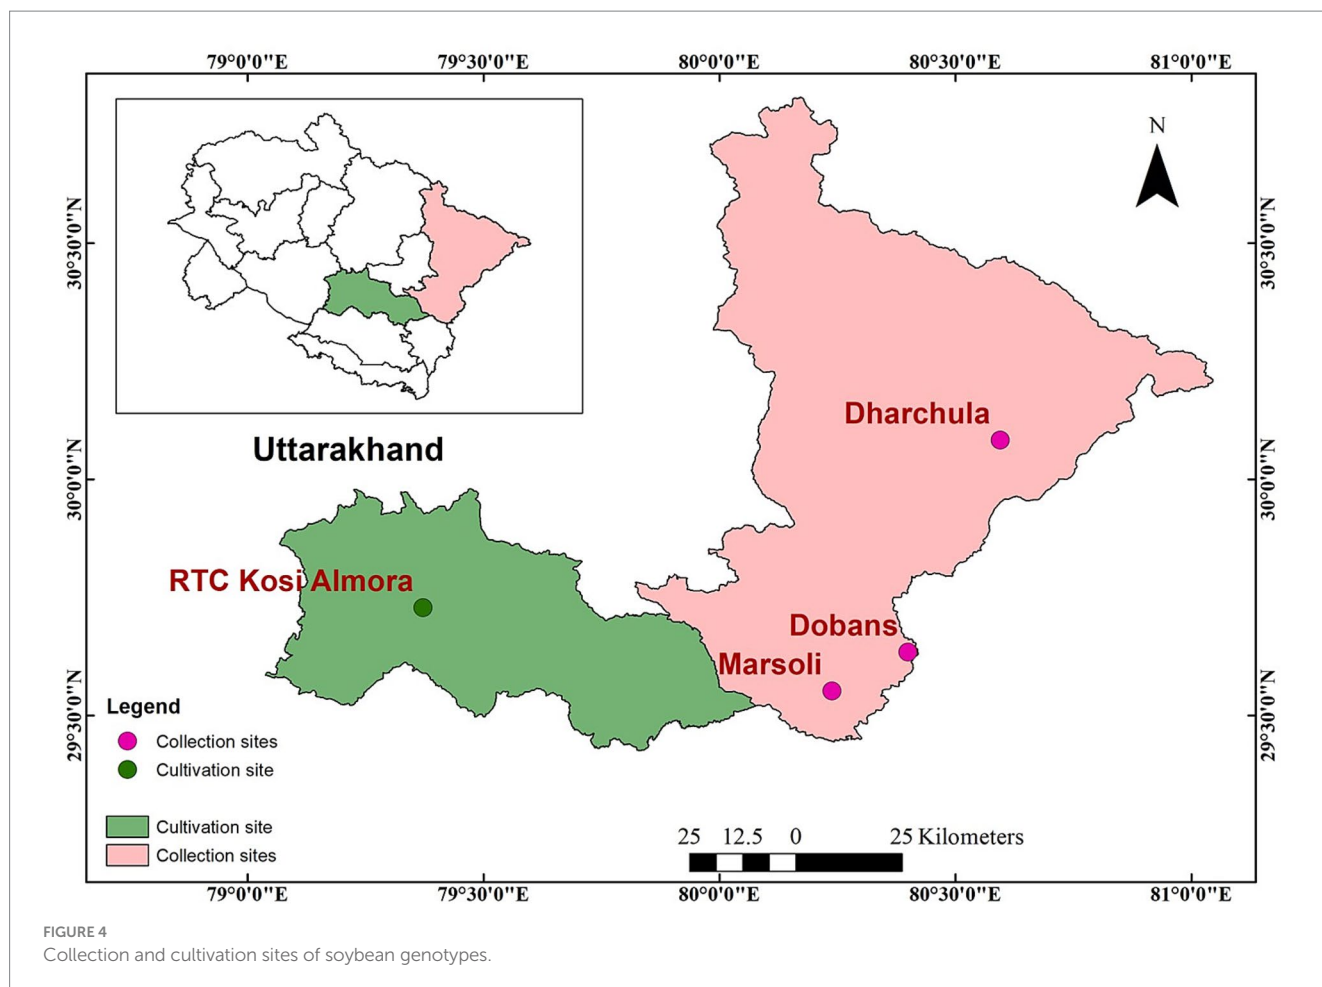 79°0'0"E 79°30'0"E 80°0'0"E 80°30'0"E 81°0'0"E
N
30°30'0"N 30°30'0"N
Dharchula
Uttarakhand
30°0'0"N 30°0'0"N
RTC Kosi Almora
Dobans
Marsoli
29°30'0"N 29°30'0"N
Legend
Collection sites
Cultivation site
Cultivation site
Collection sites
25 12.5 0 25 Kilometers
79°0'0"E 79°30'0"E 80°0'0"E 80°30'0"E 81°0'0"E
FIGURE 4
Collection and cultivation sites of soybean genotypes.